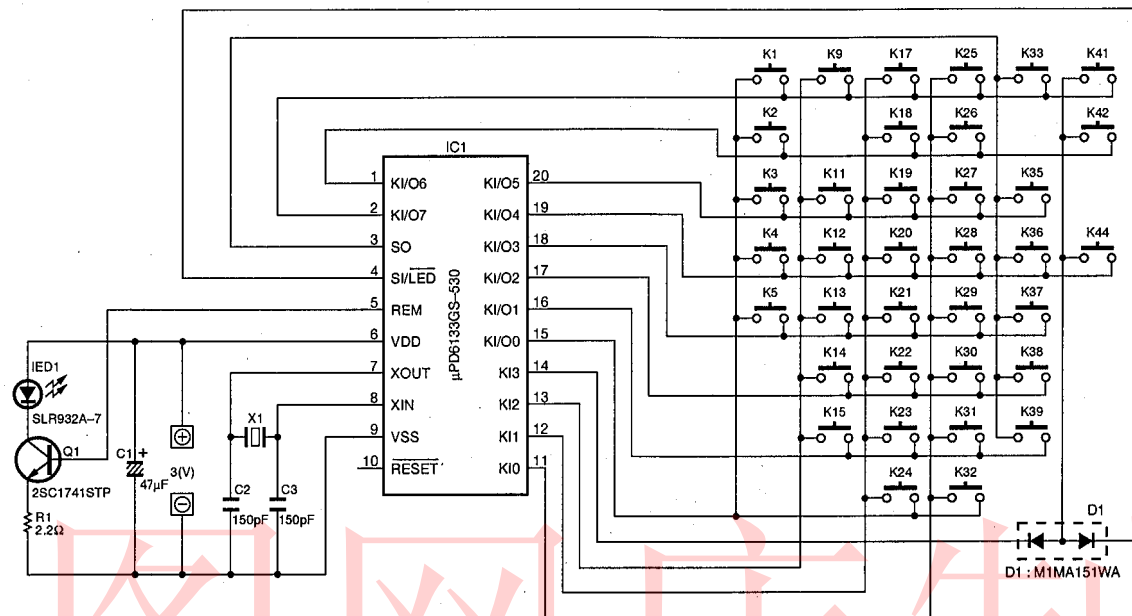 K1 K9 K17 K25 K33 K41
K2 K18 K26 K42
IC1
1 KI/O6 KI/O5 20
2 KI/O7 KI/O4 19
3 SO KI/O3 18
4 SI/LED KI/O2 17
5 REM KI/O1 16
6 VDD KI/O0 15
7 XOUT KI3 14
8 XIN KI2 13
9 VSS KI1 12
10 RESET KI0 11
μPD6133GS-530
K3 K11 K19 K27 K35
K4 K12 K20 K28 K36 K44
K5 K13 K21 K29 K37
K14 K22 K30 K38
K15 K23 K31 K39
K24 K32
IED1
SLR932A-7
Q1
2SC1741STP
R1
2.2Ω
C1 +
47μF
3(V)
X1
C2
150pF
C3
150pF
D1
D1 : M1MA151WA